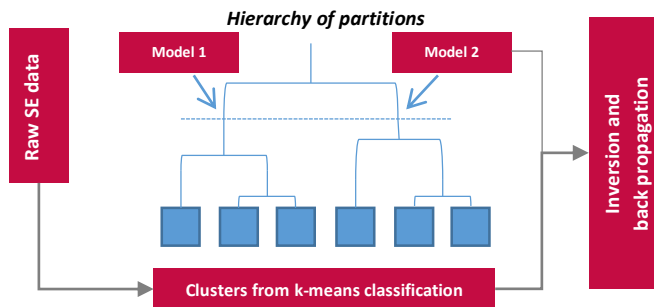 Hierarchy of partitions
Model 1
Model 2
Raw SE data
Inversion and
back propagation
Clusters from k-means classification